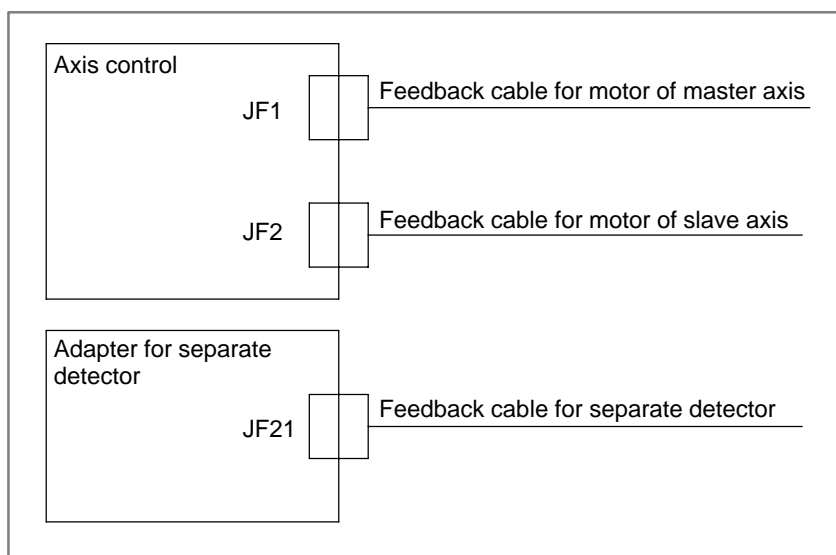 Axis control
JF1
Feedback cable for motor of master axis
JF2
Feedback cable for motor of slave axis
Adapter for separate
detector
JF21
Feedback cable for separate detector